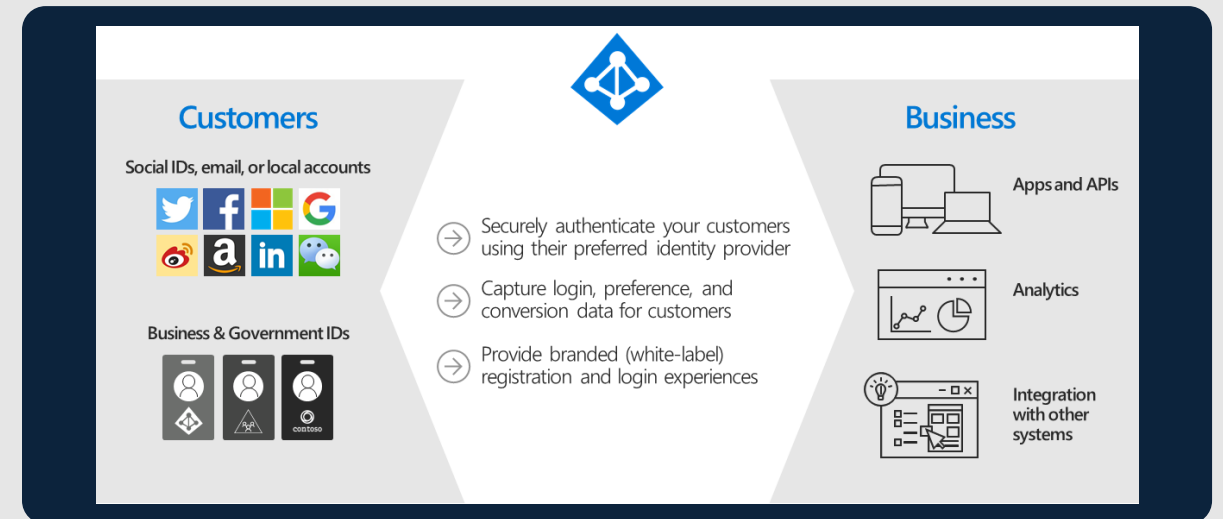 Customers
Social IDs, email, or local accounts
a
in
Business & Government IDs
contoso
Securely authenticate your customers
using their preferred identity provider
Capture login, preference, and
conversion data for customers
Provide branded (white-label)
registration and login experiences
Business
Apps and APIs
Analytics
Integration
with other
systems